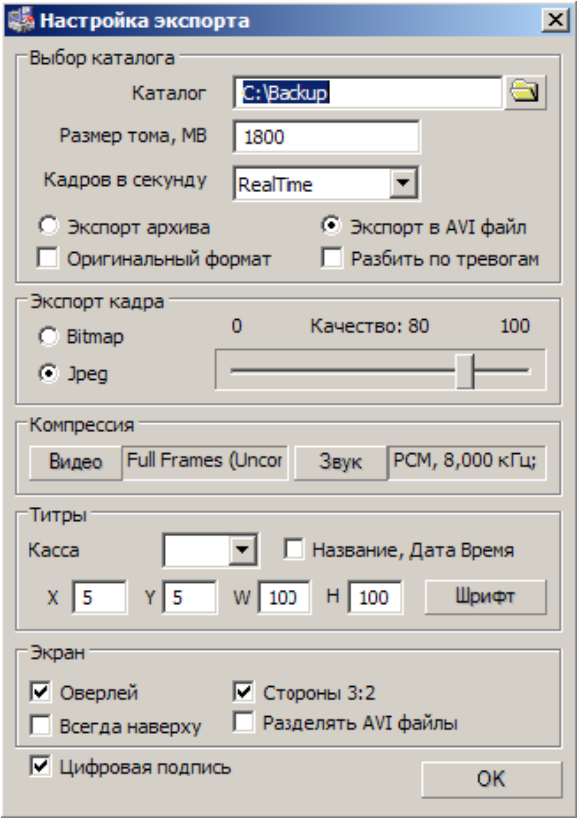 Настройка экспорта
Выбор каталога
Каталог C:\Backup
Размер тома, МВ 1800
Кадров в секунду RealTime
Экспорт архива Экспорт в AVI файл
Оригинальный формат Разбить по тревогам
Экспорт кадра
Bitmap 0 Качество: 80 100
Jpeg
Компрессия
Видео Full Frames (Uncor Звук PCM, 8,000 кГц;
Титры
Касса Название, Дата Время
X 5 Y 5 W 100 H 100 Шрифт
Экран
Оверлей Стороны 3:2
Всегда наверху Разделять AVI файлы
Цифровая подпись OK